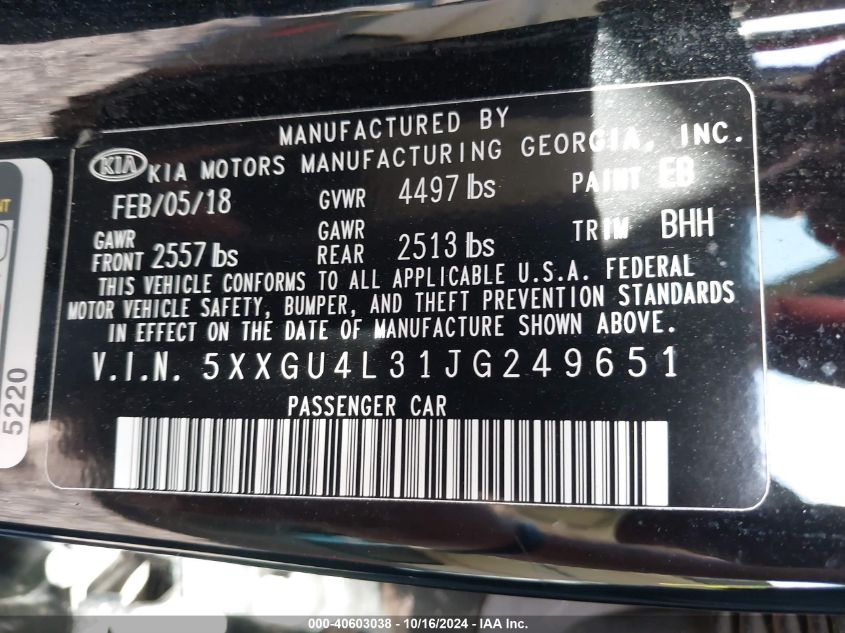 MANUFACTURED BY
KIA KIA MOTORS MANUFACTURING GEORGIA, INC.
FEB/05/18 GVWR 4497 lbs PAINT EB
GAWR FRONT 2557 lbs GAWR REAR 2513 lbs TRIM BHH
THIS VEHICLE CONFORMS TO ALL APPLICABLE U.S.A. FEDERAL
MOTOR VEHICLE SAFETY, BUMPER, AND THEFT PREVENTION STANDARDS
IN EFFECT ON THE DATE OF MANUFACTURE SHOWN ABOVE.
V.I.N. 5XXGU4L31JG249651
PASSENGER CAR
5220
000-40603038 - 10/16/2024 - IAA Inc.